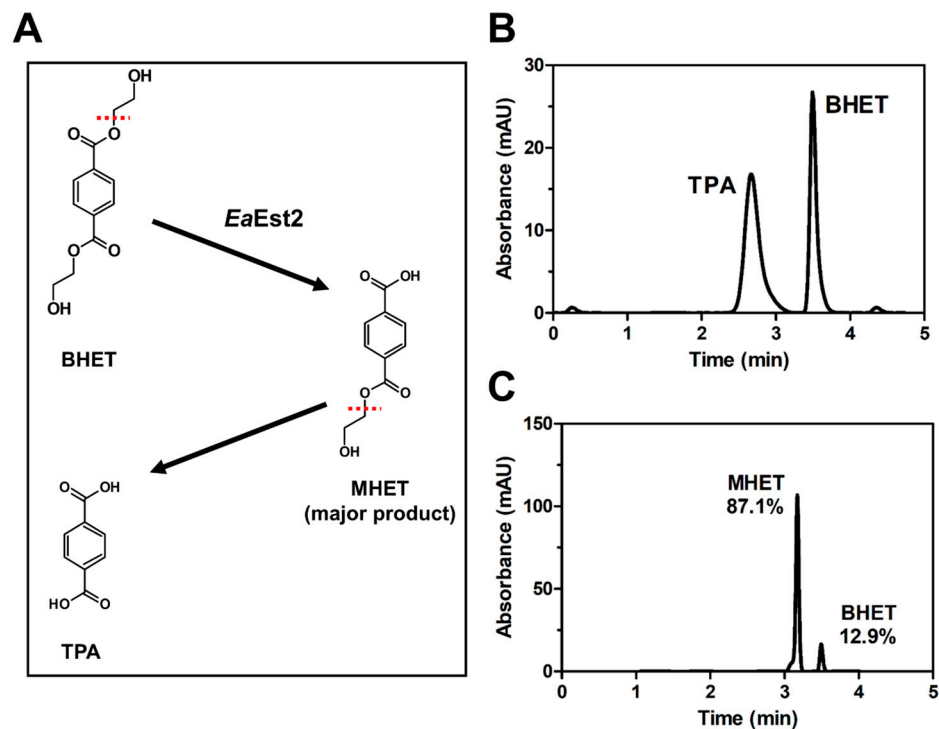 A
OH
O
O
O
O
OH
BHET
EaEst2
O
OH
O
O
OH
MHET
(major product)
O
OH
HO
O
TPA
B
Absorbance (mAU)
30
20
10
0
TPA
BHET
0 1 2 3 4 5
Time (min)
C
Absorbance (mAU)
150
100
50
0
MHET
87.1%
BHET
12.9%
0 1 2 3 4 5
Time (min)